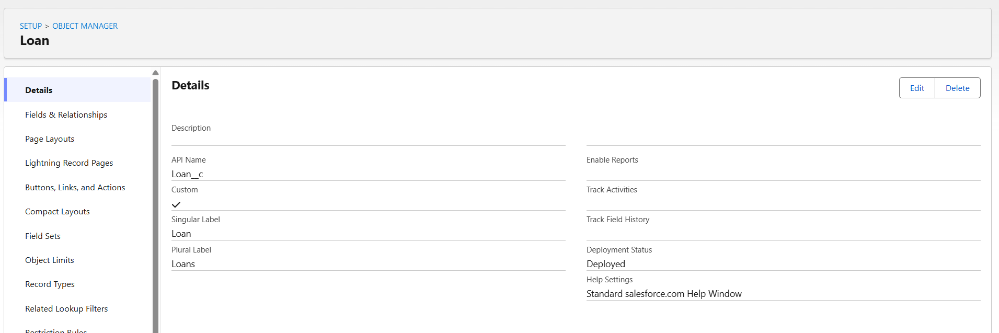 SETUP > OBJECT MANAGER
Loan
Details
Fields & Relationships
Page Layouts
Lightning Record Pages
Buttons, Links, and Actions
Compact Layouts
Field Sets
Object Limits
Record Types
Related Lookup Filters
Restriction Rules
Details
Edit
Delete
Description
API Name
Loan__c
Enable Reports
Custom
Track Activities
Singular Label
Loan
Track Field History
Plural Label
Loans
Deployment Status
Deployed
Help Settings
Standard salesforce.com Help Window